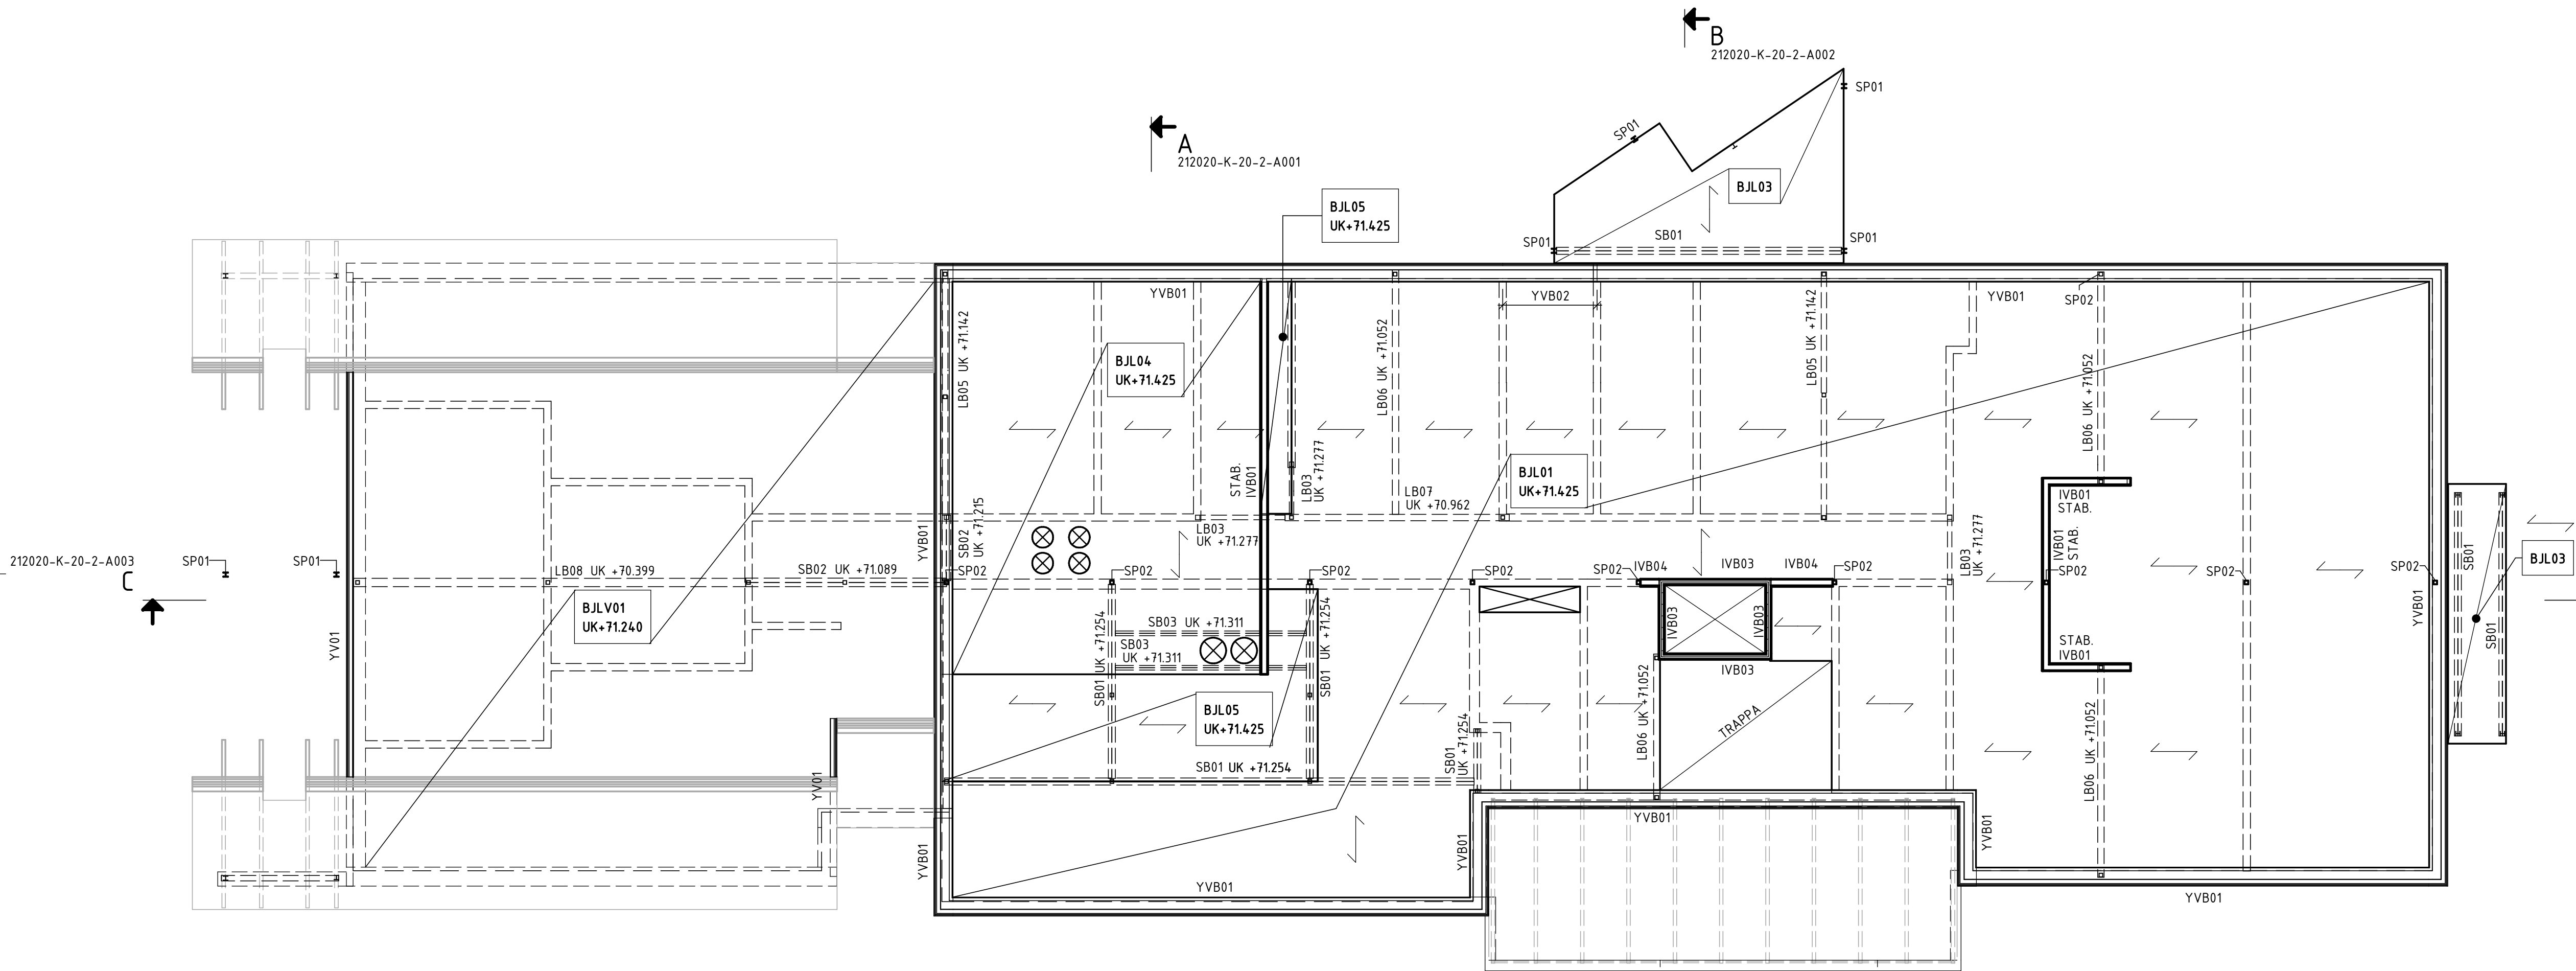 B
212020-K-20-2-A002
SP01
A
212020-K-20-2-A001
SP01
BJL03
BJL05
UK+71.425
SP01
SB01
SP01
YVB01
YVB02
YVB01
SP02
LB05 UK +71.142
BJL04
UK+71.425
LB06 UK +71.052
LB05 UK +71.142
LB06 UK +71.052
STAB.
IVB01
LB03
UK +71.277
BJL01
UK+71.425
LB07
UK +70.962
IVB01
STAB.
IVB01
STAB.
STAB.
IVB01
212020-K-20-2-A003
C
SP01
SP01
LB08 UK +70.399
SB02 UK +71.089
YVB01
SB02
UK +71.215
SP02
LB03
UK +71.277
SP02
SP02
SP02
SP02
IVB04
IVB03
IVB04
SP02
LB03
UK +71.277
SP02
SP02
SP02
YVB01
SB01
SB01
BJL03
BJLV01
UK+71.240
YV01
SB03 UK +71.311
SB03
UK +71.311
SB01 UK +71.254
SB01 UK +71.254
IVB03
IVB03
IVB03
LB06 UK +71.052
TRAPPA
LB06 UK +71.052
BJL05
UK+71.425
SB01 UK +71.254
SB01
UK +71.254
YV01
YVB01
YVB01
YVB01
YVB01
YVB01
YVB01